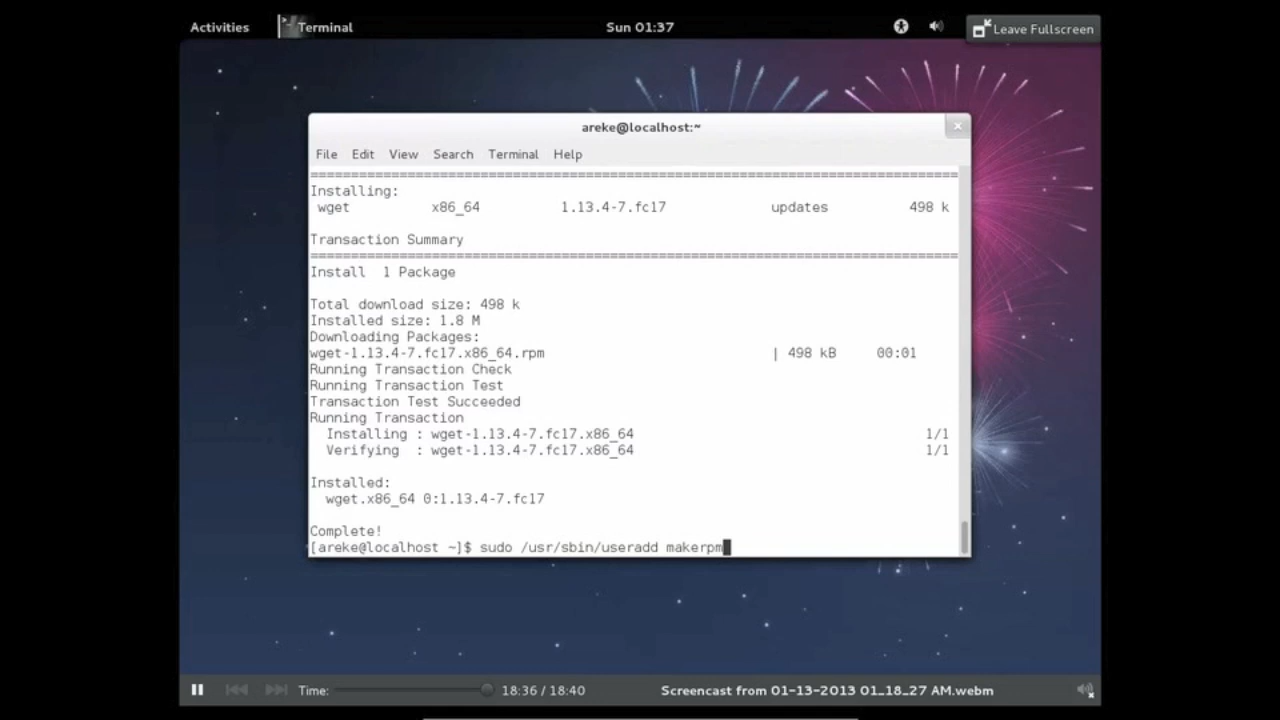 Activities Terminal Sun 01:37 Leave Fullscreen
areke@localhost:~
File Edit View Search Terminal Help
================================================================================
Installing:
wget x86_64 1.13.4-7.fc17 updates 498 k
Transaction Summary
================================================================================
Install 1 Package
Total download size: 498 k
Installed size: 1.8 M
Downloading Packages:
wget-1.13.4-7.fc17.x86_64.rpm | 498 kB 00:01
Running Transaction Check
Running Transaction Test
Transaction Test Succeeded
Running Transaction
Installing : wget-1.13.4-7.fc17.x86_64 1/1
Verifying : wget-1.13.4-7.fc17.x86_64 1/1
Installed:
wget.x86_64 0:1.13.4-7.fc17
Complete!
[areke@localhost ~]$ sudo /usr/sbin/useradd makerpm
Time: 18:36 / 18:40 Screencast from 01-13-2013 01_18_27 AM.webm